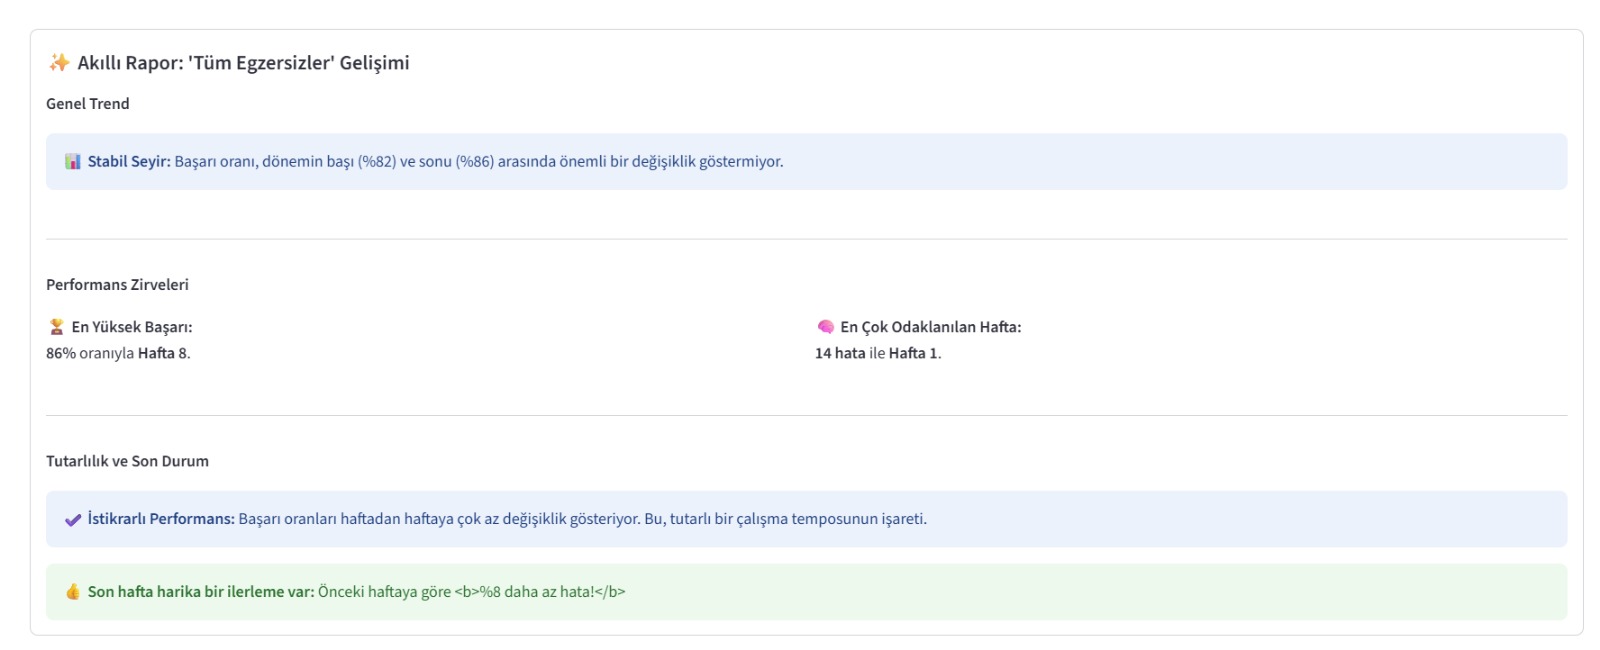 ✨ Akıllı Rapor: 'Tüm Egzersizler' Gelişimi
Genel Trend
📊 Stabil Seyir: Başarı oranı, dönemin başı (%82) ve sonu (%86) arasında önemli bir değişiklik göstermiyor.
Performans Zirveleri
🏆 En Yüksek Başarı:
86% oranıyla Hafta 8.
🧠 En Çok Odaklanılan Hafta:
14 hata ile Hafta 1.
Tutarlılık ve Son Durum
✔️ İstikrarlı Performans: Başarı oranları haftadan haftaya çok az değişiklik gösteriyor. Bu, tutarlı bir çalışma temposunun işareti.
👍 Son hafta harika bir ilerleme var: Önceki haftaya göre <b>%8 daha az hata!</b>